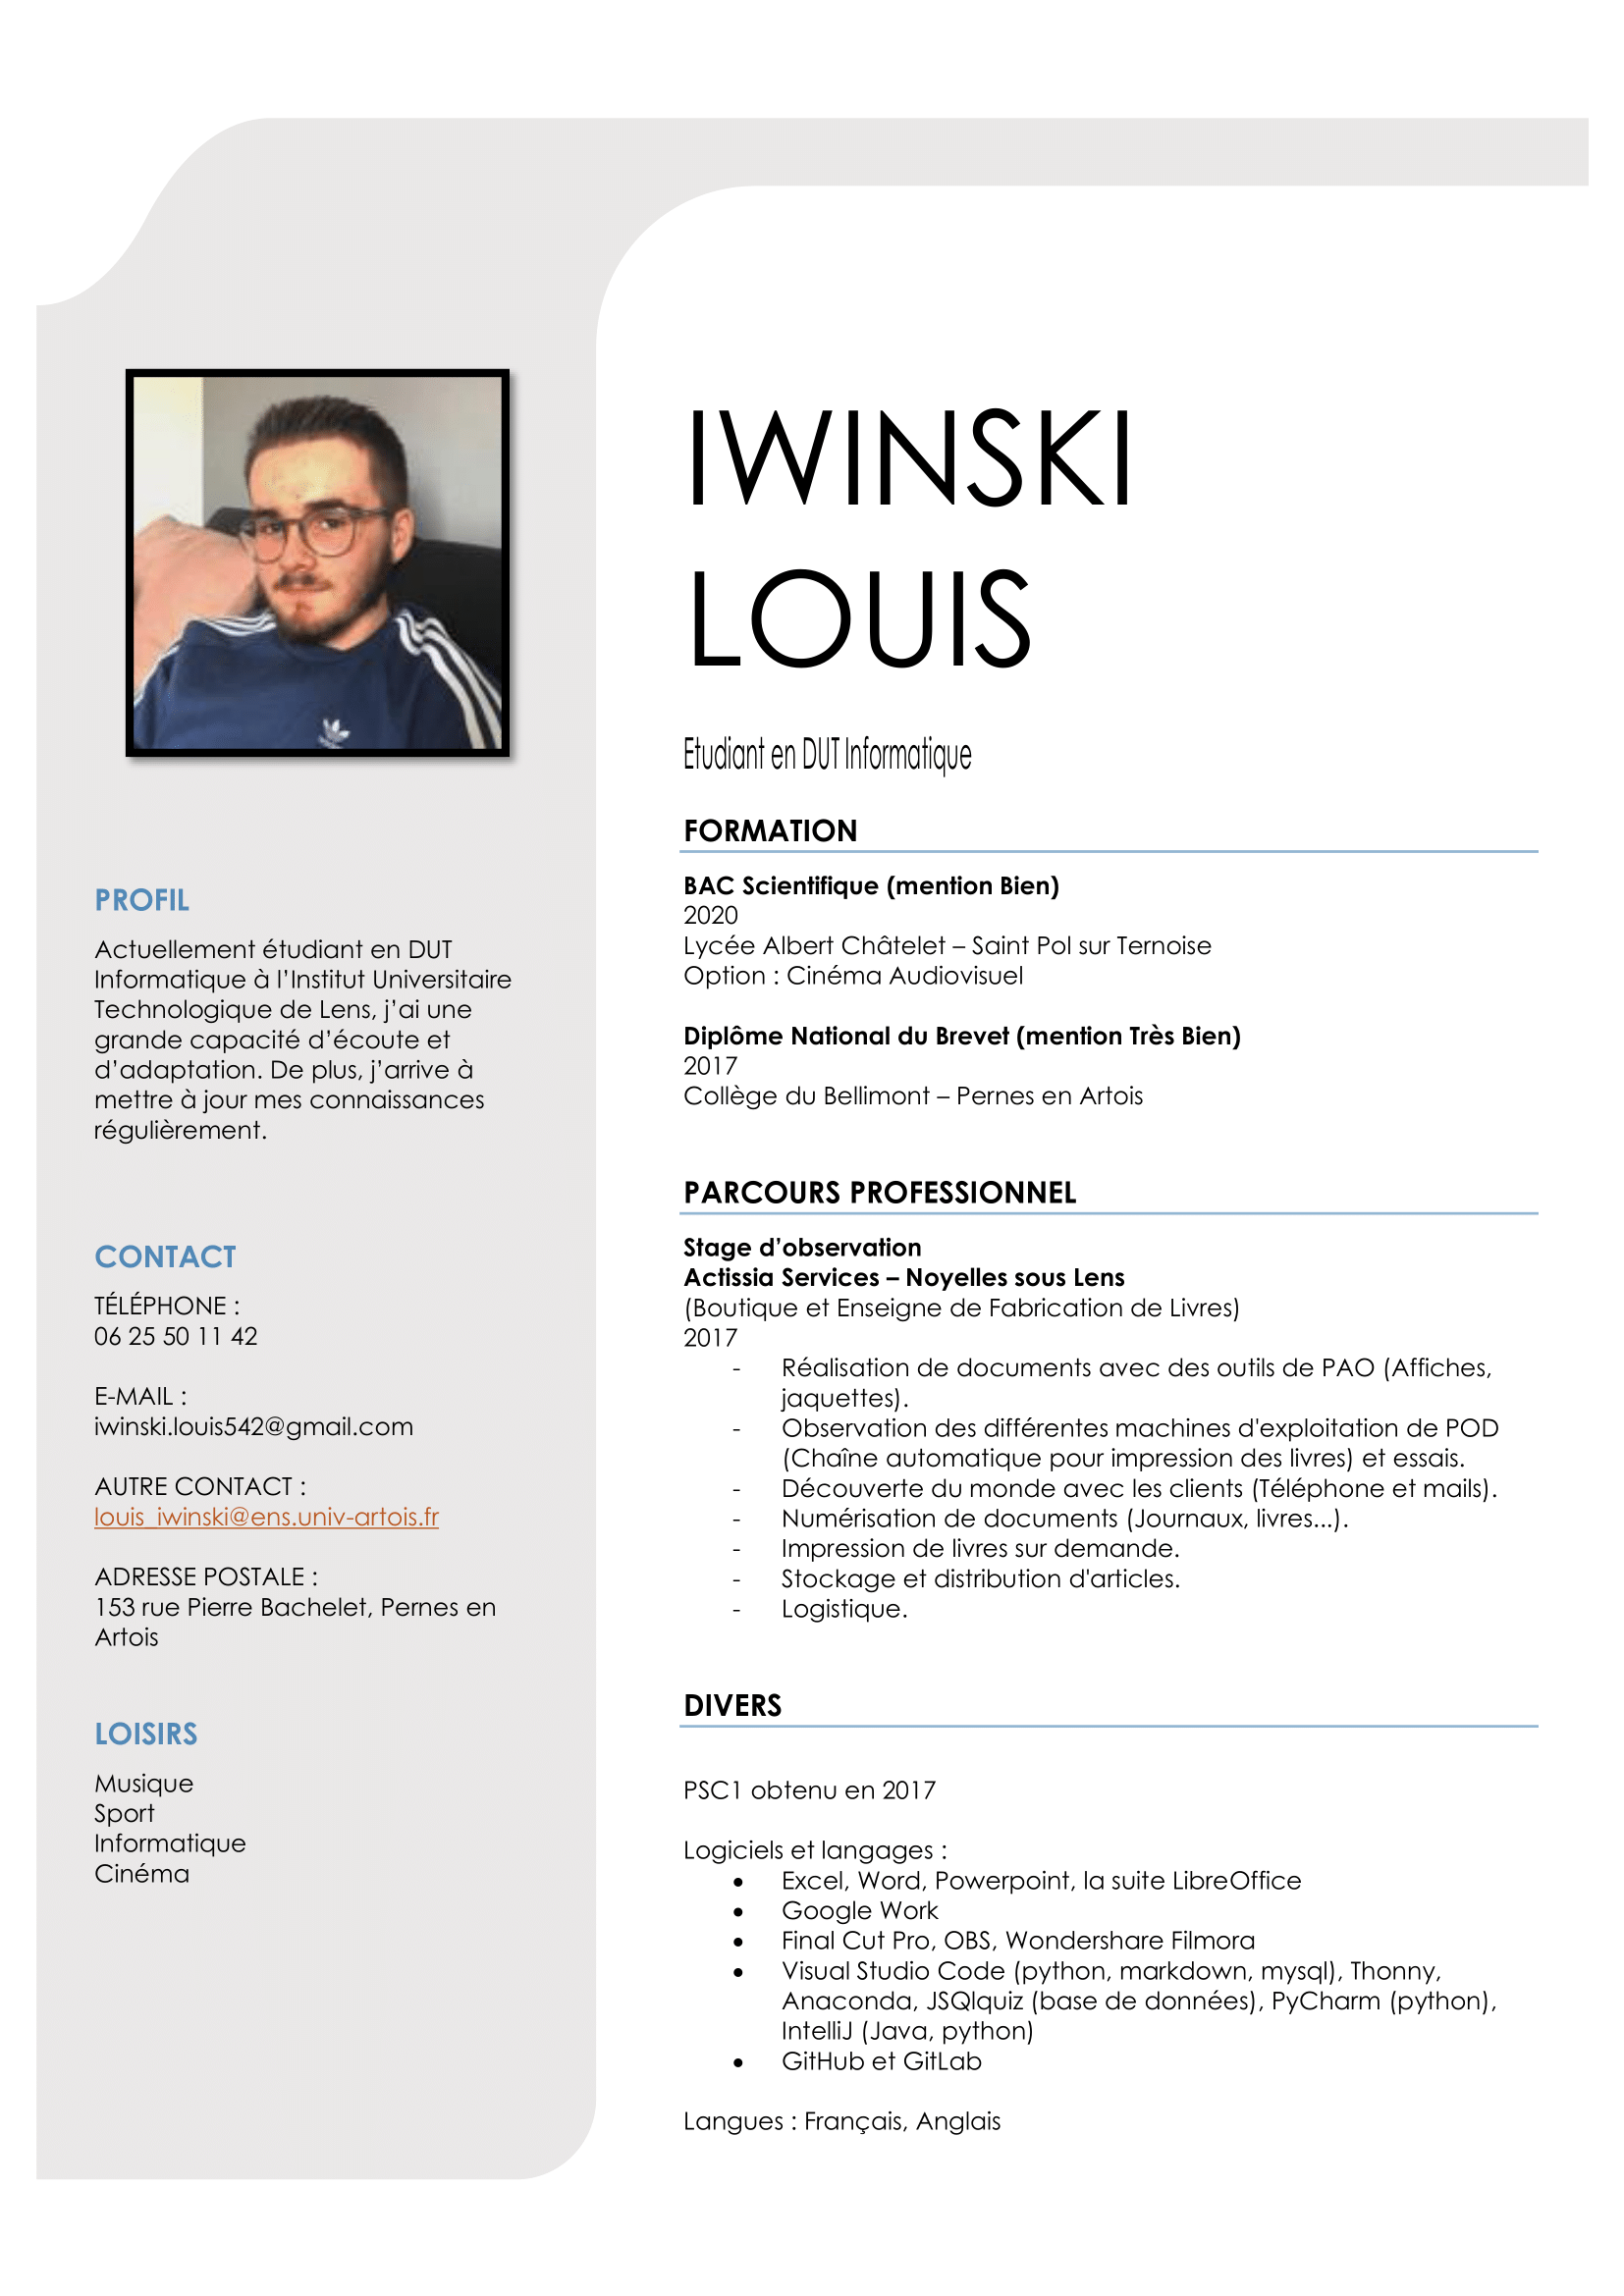 IWINSKI
LOUIS
Etudiant en DUT Informatique
PROFIL
Actuellement étudiant en DUT
Informatique à l’Institut Universitaire
Technologique de Lens, j’ai une
grande capacité d’écoute et
d’adaptation. De plus, j’arrive à
mettre à jour mes connaissances
régulièrement.
CONTACT
TÉLÉPHONE :
06 25 50 11 42
E-MAIL :
iwinski.louis542@gmail.com
AUTRE CONTACT :
louis_iwinski@ens.univ-artois.fr
ADRESSE POSTALE :
153 rue Pierre Bachelet, Pernes en
Artois
LOISIRS
Musique
Sport
Informatique
Cinéma
FORMATION
BAC Scientifique (mention Bien)
2020
Lycée Albert Châtelet – Saint Pol sur Ternoise
Option : Cinéma Audiovisuel
Diplôme National du Brevet (mention Très Bien)
2017
Collège du Bellimont – Pernes en Artois
PARCOURS PROFESSIONNEL
Stage d’observation
Actissia Services – Noyelles sous Lens
(Boutique et Enseigne de Fabrication de Livres)
2017
- Réalisation de documents avec des outils de PAO (Affiches,
jaquettes).
- Observation des différentes machines d'exploitation de POD
(Chaîne automatique pour impression des livres) et essais.
- Découverte du monde avec les clients (Téléphone et mails).
- Numérisation de documents (Journaux, livres...).
- Impression de livres sur demande.
- Stockage et distribution d'articles.
- Logistique.
DIVERS
PSC1 obtenu en 2017
Logiciels et langages :
• Excel, Word, Powerpoint, la suite LibreOffice
• Google Work
• Final Cut Pro, OBS, Wondershare Filmora
• Visual Studio Code (python, markdown, mysql), Thonny,
Anaconda, JSQlquiz (base de données), PyCharm (python),
IntelliJ (Java, python)
• GitHub et GitLab
Langues : Français, Anglais